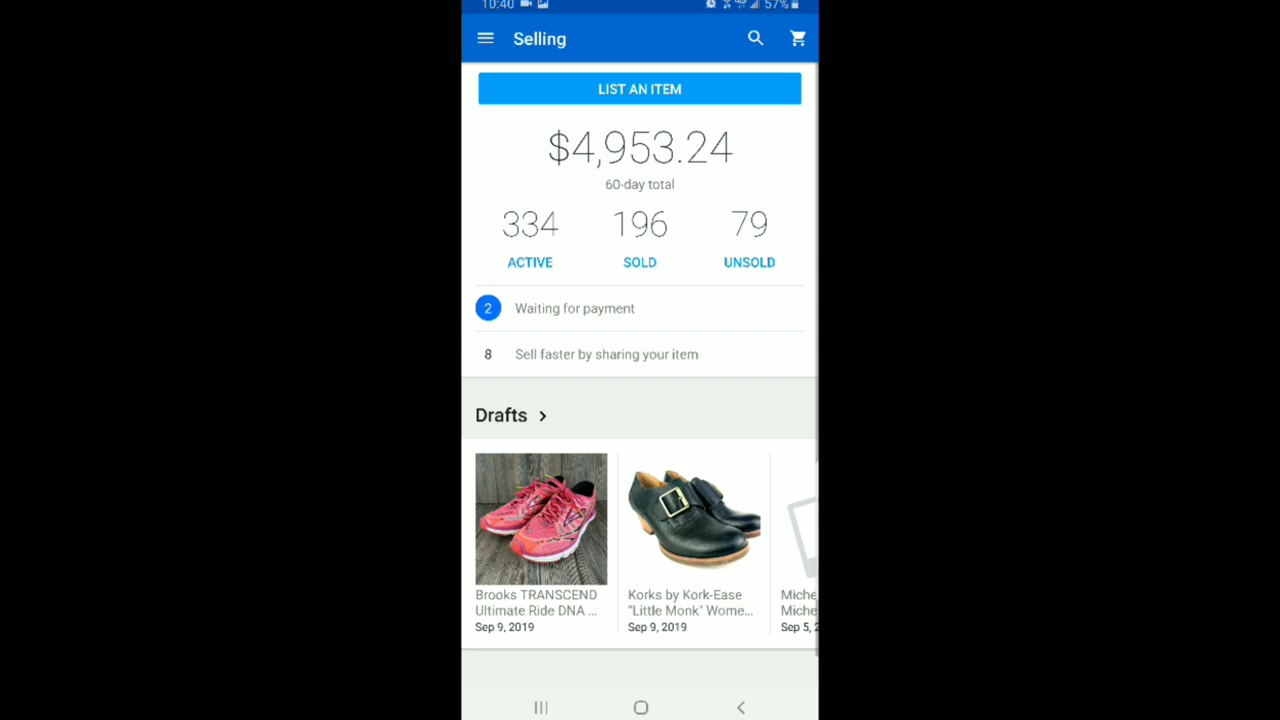 10:40 57%
Selling
LIST AN ITEM
$4,953.24
60-day total
334 196 79
ACTIVE SOLD UNSOLD
2 Waiting for payment
8 Sell faster by sharing your item
Drafts
Brooks TRANSCEND
Ultimate Ride DNA ...
Sep 9, 2019
Korks by Kork-Ease
"Little Monk" Wome...
Sep 9, 2019
Miche
Miche
Sep 5, 2